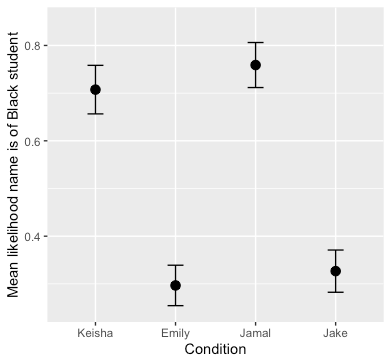 Mean likelihood name is of Black student
0.8
0.6
0.4
Keisha Emily Jamal Jake
Condition